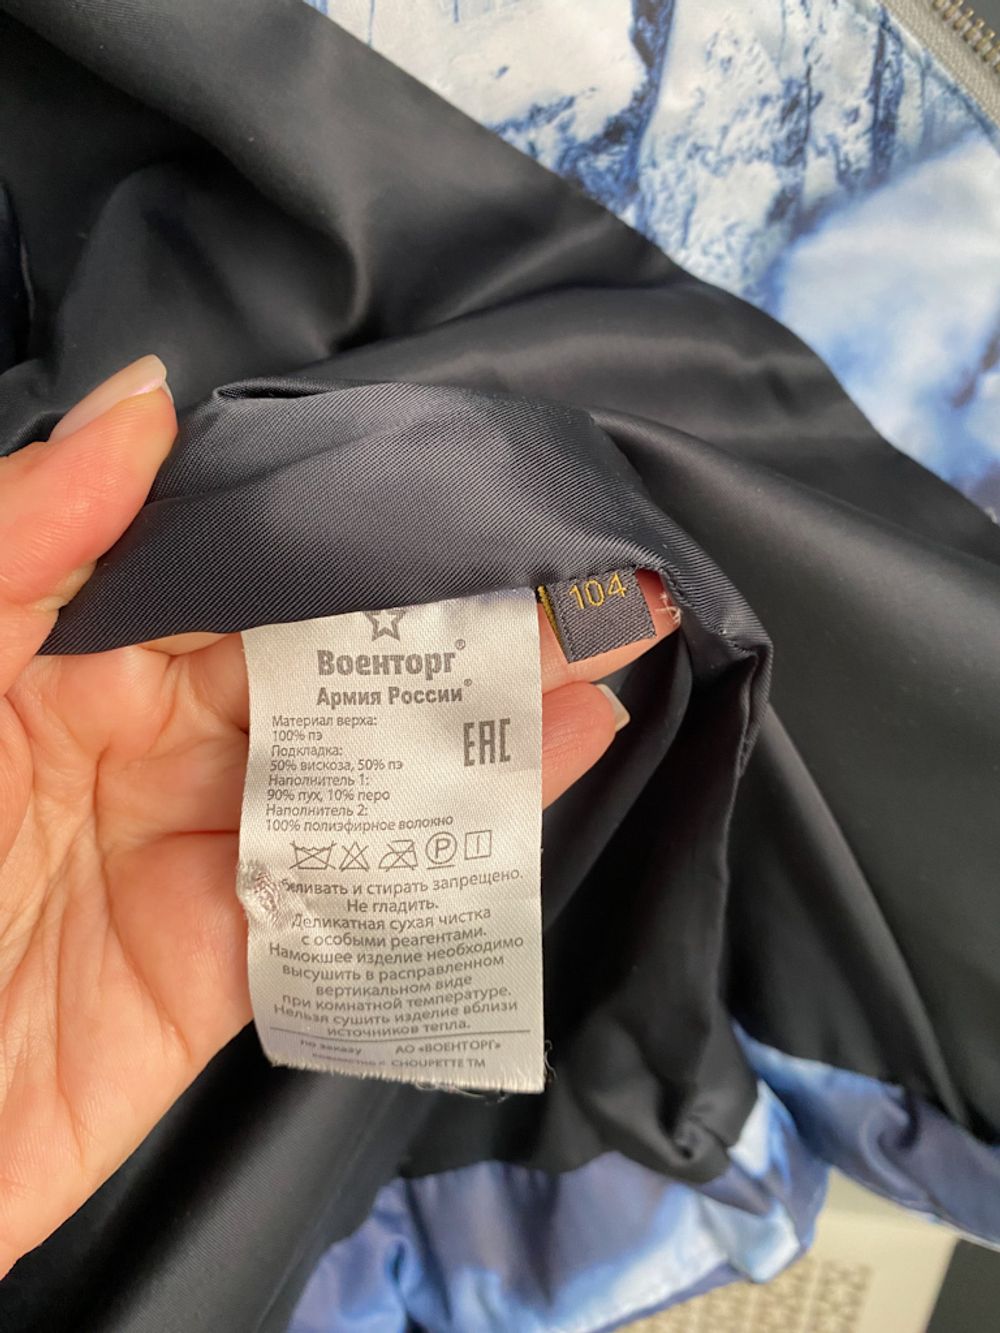 104
Военторг®
Армия России®
Материал верха:
100% пэ
Подкладка:
50% вискоза, 50% пэ
Наполнитель 1:
90% пух, 10% перо
Наполнитель 2:
100% полиэфирное волокно
EAC
P
беливать и стирать запрещено.
Не гладить.
Деликатная сухая чистка
с особыми реагентами.
Намокшее изделие необходимо
высушить в расправленном
вертикальном виде
при комнатной температуре.
Нельзя сушить изделие вблизи
источников тепла.
по заказу АО «ВОЕНТОРГ»
совместно с CHOUPETTE TM